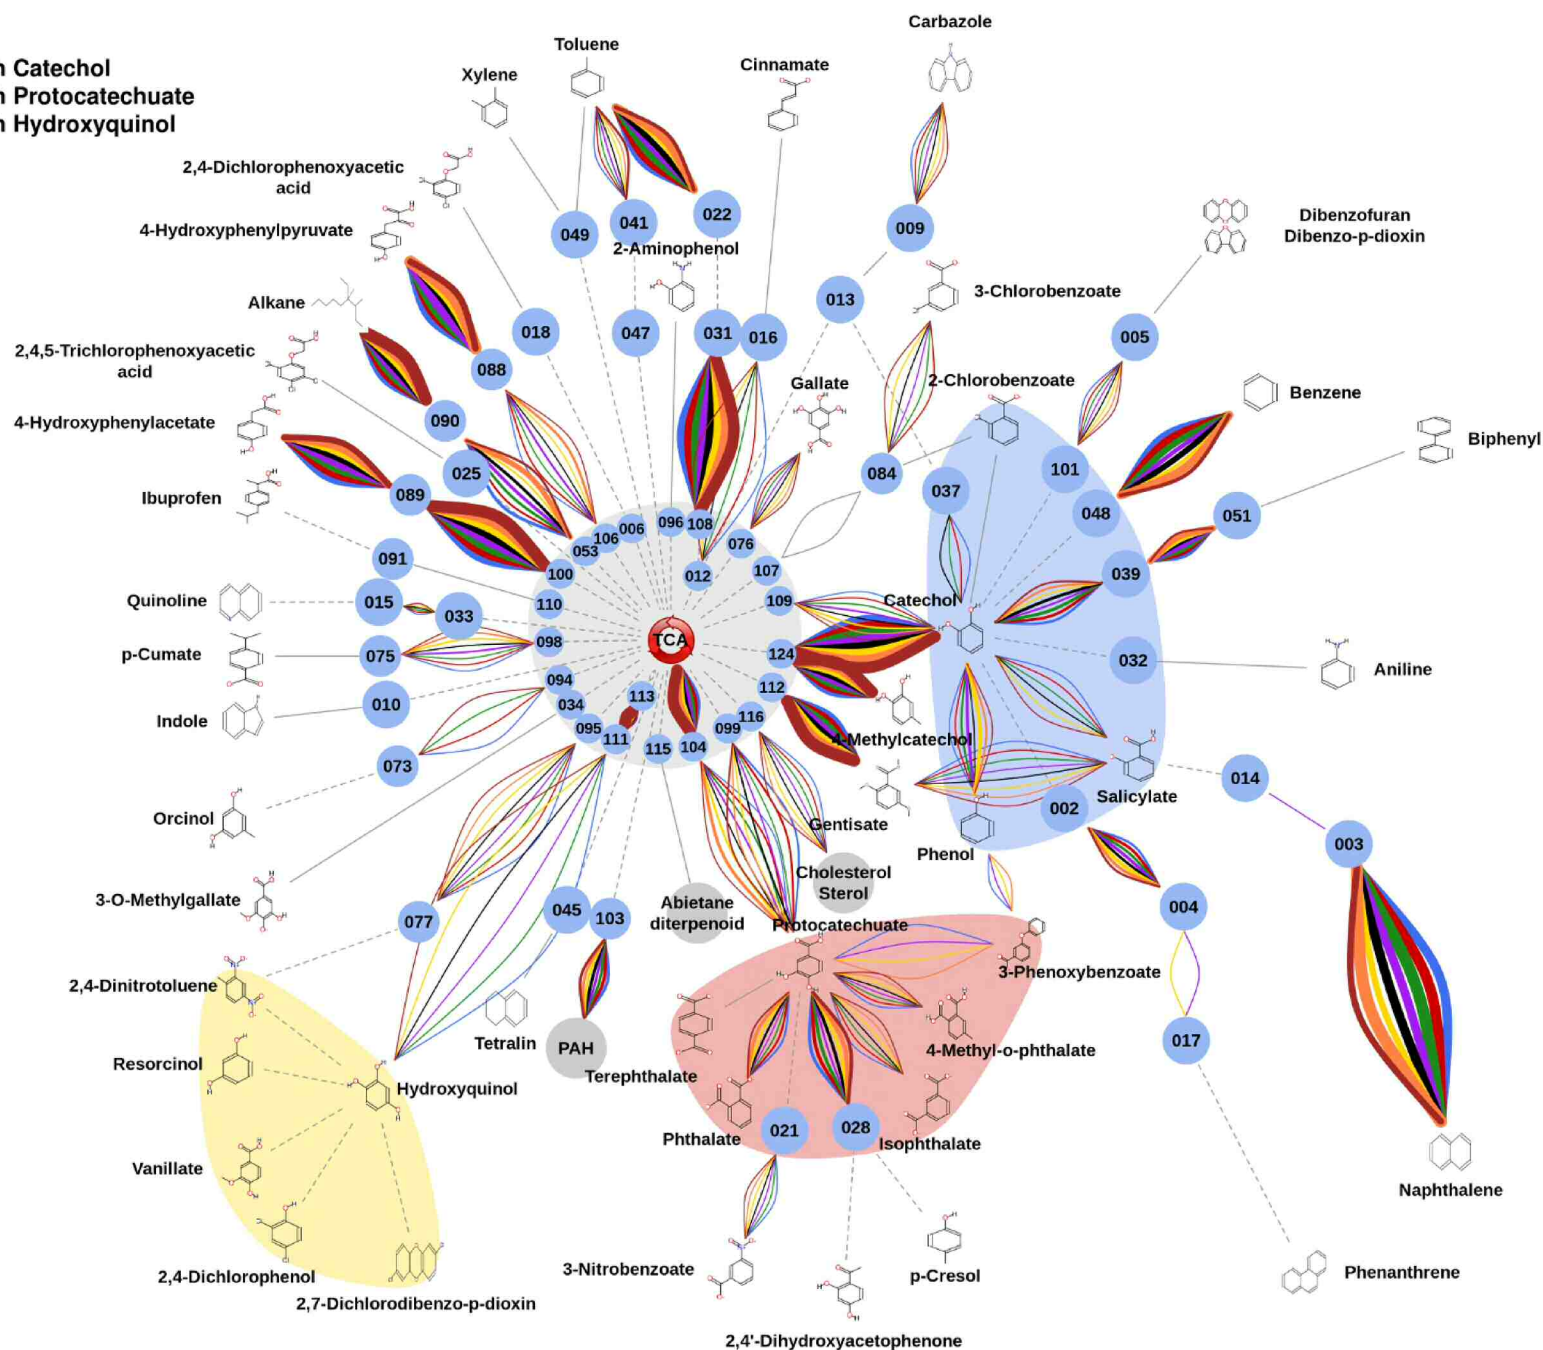 Carbazole
Toluene
Xylene
Cinnamate
n Catechol
n Protocatechuate
n Hydroxyquinol
2,4-Dichlorophenoxyacetic
acid
4-Hydroxyphenylpyruvate
049
041
022
009
Dibenzofuran
Dibenzo-p-dioxin
2-Aminophenol
Alkane
013
3-Chlorobenzoate
018
047
031
016
005
2,4,5-Trichlorophenoxyacetic
acid
088
Gallate
2-Chlorobenzoate
Benzene
4-Hydroxyphenylacetate
090
Biphenyl
025
084
101
Ibuprofen
089
037
048
051
006
096
108
106
053
076
091
100
012
107
039
Quinoline
015
033
110
109
Catechol
098
TCA
p-Cumate
075
124
032
Aniline
094
113
112
Indole
010
034
116
095
111
099
4-Methylcatechol
115
104
073
014
Orcinol
002
Salicylate
Gentisate
Phenol
003
Cholesterol
Sterol
3-O-Methylgallate
077
045
103
Abietane
diterpenoid
004
Protocatechuate
2,4-Dinitrotoluene
3-Phenoxybenzoate
Tetralin
PAH
017
4-Methyl-o-phthalate
Resorcinol
Terephthalate
Hydroxyquinol
021
028
Phthalate
Isophthalate
Vanillate
Naphthalene
3-Nitrobenzoate
p-Cresol
Phenanthrene
2,4-Dichlorophenol
2,7-Dichlorodibenzo-p-dioxin
2,4'-Dihydroxyacetophenone